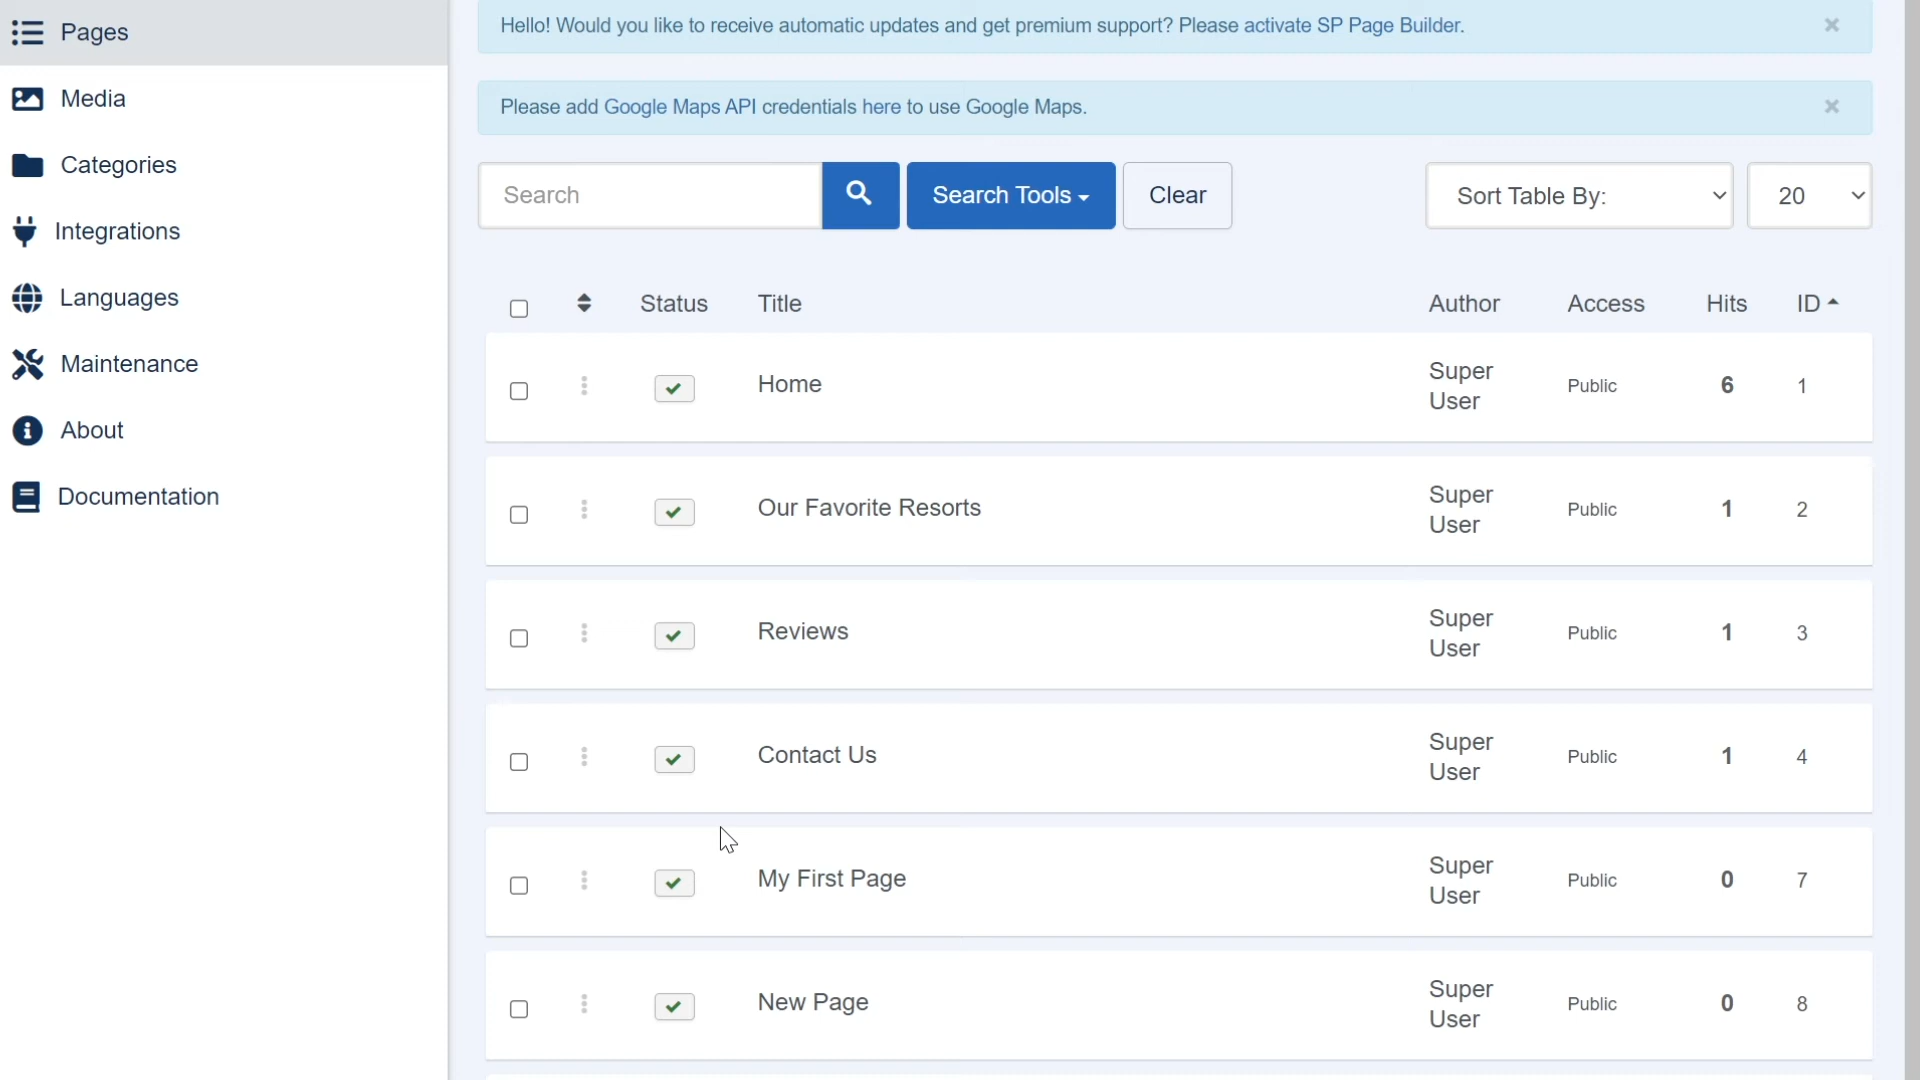 Pages
Media
Categories
Integrations
Languages
Maintenance
About
Documentation
Hello! Would you like to receive automatic updates and get premium support? Please activate SP Page Builder.
Please add Google Maps API credentials here to use Google Maps.
Search Search Tools Clear Sort Table By: 20
Status Title Author Access Hits ID
Home Super User Public 6 1
Our Favorite Resorts Super User Public 1 2
Reviews Super User Public 1 3
Contact Us Super User Public 1 4
My First Page Super User Public 0 7
New Page Super User Public 0 8